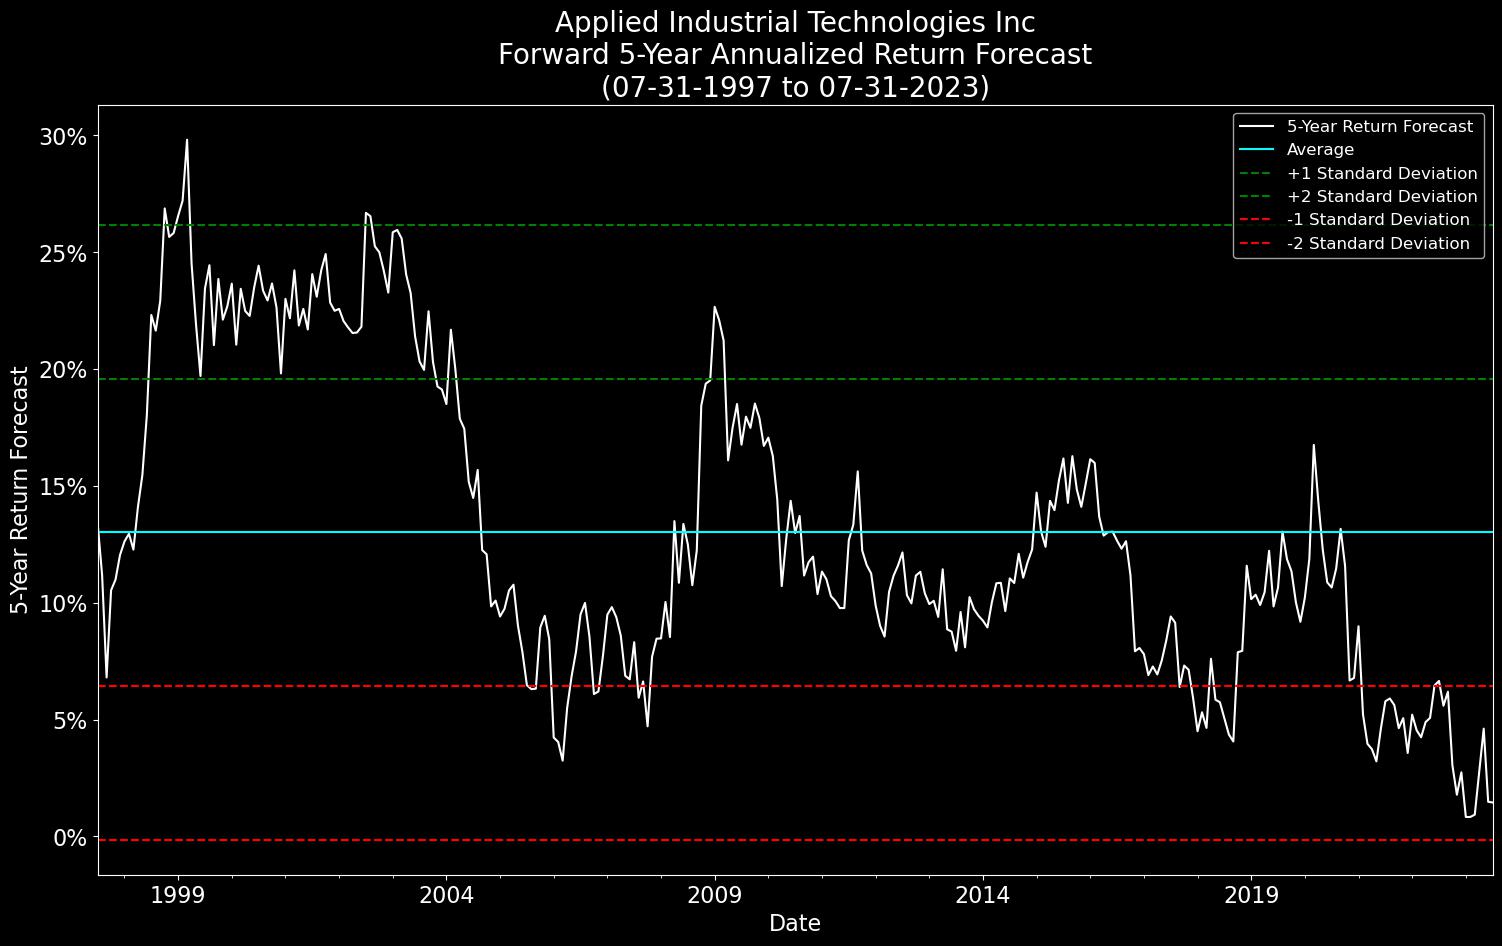 Applied Industrial Technologies Inc
Forward 5-Year Annualized Return Forecast
(07-31-1997 to 07-31-2023)
5-Year Return Forecast
Average
+1 Standard Deviation
+2 Standard Deviation
-1 Standard Deviation
-2 Standard Deviation
30%
25%
20%
15%
10%
5%
0%
5-Year Return Forecast
1999
2004
2009
2014
2019
Date